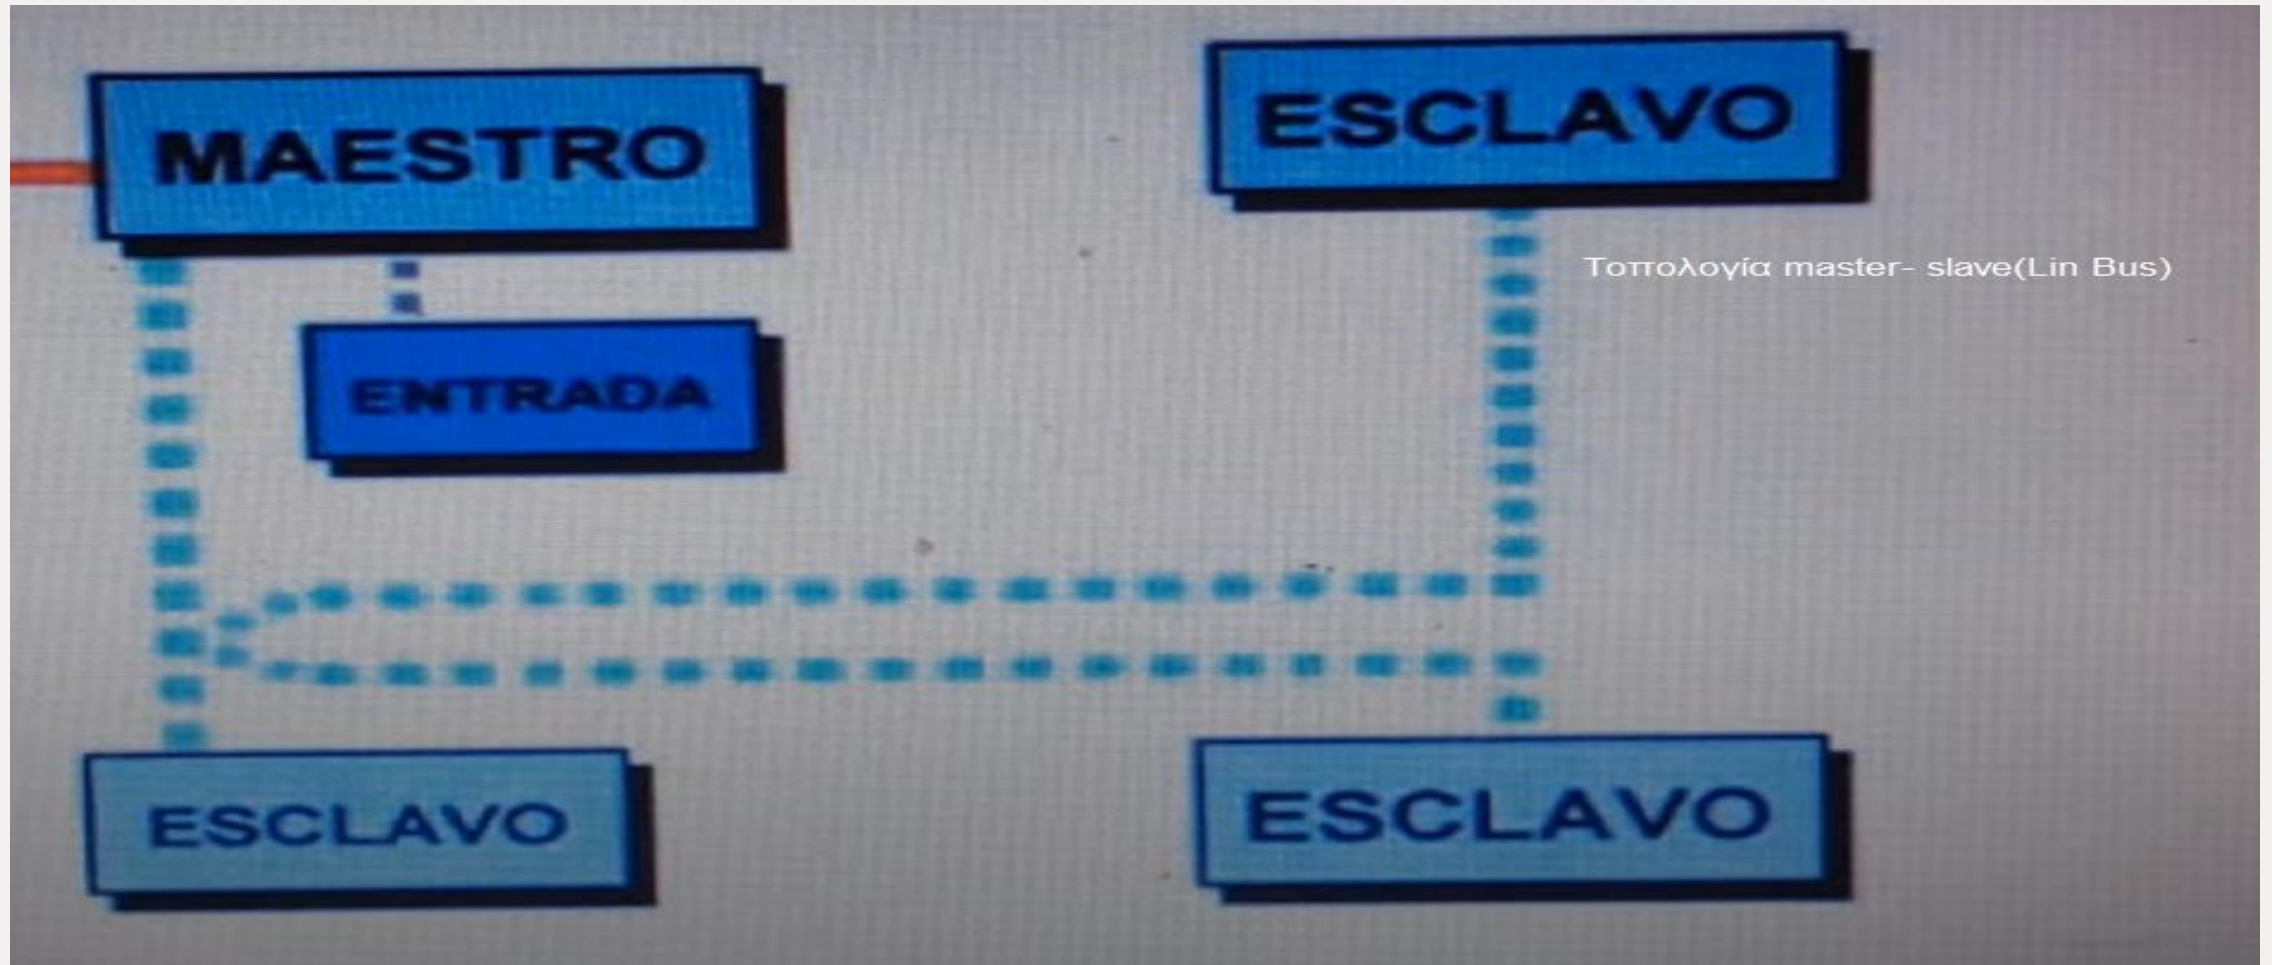 MAESTRO
ESCLAVO
Τοπολογία master- slave(Lin Bus)
ENTRADA
ESCLAVO
ESCLAVO